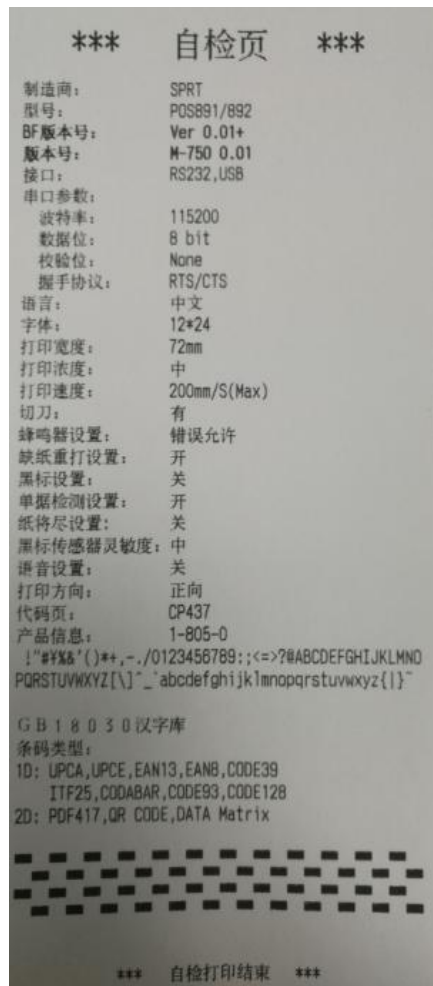 *** 自检页 ***
制造商: SPRT
型号: POS891/892
BF版本号: Ver 0.01+
版本号: M-750 0.01
接口: RS232,USB
串口参数:
波特率: 115200
数据位: 8 bit
校验位: None
握手协议: RTS/CTS
语言: 中文
字体: 12*24
打印宽度: 72mm
打印浓度: 中
打印速度: 200mm/S(Max)
切刀: 有
蜂鸣器设置: 错误允许
缺纸重打设置: 开
黑标设置: 关
单据检测设置: 开
纸将尽设置: 关
黑标传感器灵敏度: 中
语音设置: 关
打印方向: 正向
代码页: CP437
产品信息: 1-805-0
!"#¥%&'()*+,-./0123456789:;<=>?@ABCDEFGHIJKLMNO
PQRSTUVWXYZ[\]^_`abcdefghijklmnopqrstuvwxyz{|}~
GB18030汉字库
条码类型:
1D: UPCA,UPCE,EAN13,EAN8,CODE39
ITF25,CODABAR,CODE93,CODE128
2D: PDF417,QR CODE,DATA Matrix
*** 自检打印结束 ***